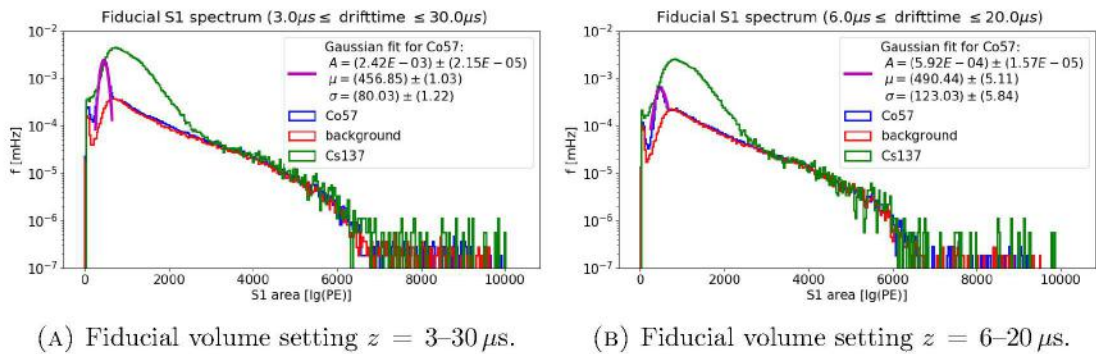 Fiducial S1 spectrum (3.0μs ≤ drifttime ≤30.0μs)
10⁻²
10⁻³
10⁻⁴
10⁻⁵
10⁻⁶
10⁻⁷
f [mHz]
Gaussian fit for Co57:
A = (2.42E − 03) ± (2.15E − 05)
μ = (456.85) ± (1.03)
σ = (80.03) ± (1.22)
Co57
background
Cs137
0 2000 4000 6000 8000 10000
S1 area [lg(PE)]
(A) Fiducial volume setting z = 3–30 μs.
Fiducial S1 spectrum (6.0μs ≤ drifttime ≤20.0μs)
10⁻²
10⁻³
10⁻⁴
10⁻⁵
10⁻⁶
10⁻⁷
f [mHz]
Gaussian fit for Co57:
A = (5.92E − 04) ± (1.57E − 05)
μ = (490.44) ± (5.11)
σ = (123.03) ± (5.84)
Co57
background
Cs137
0 2000 4000 6000 8000 10000
S1 area [lg(PE)]
(B) Fiducial volume setting z = 6–20 μs.